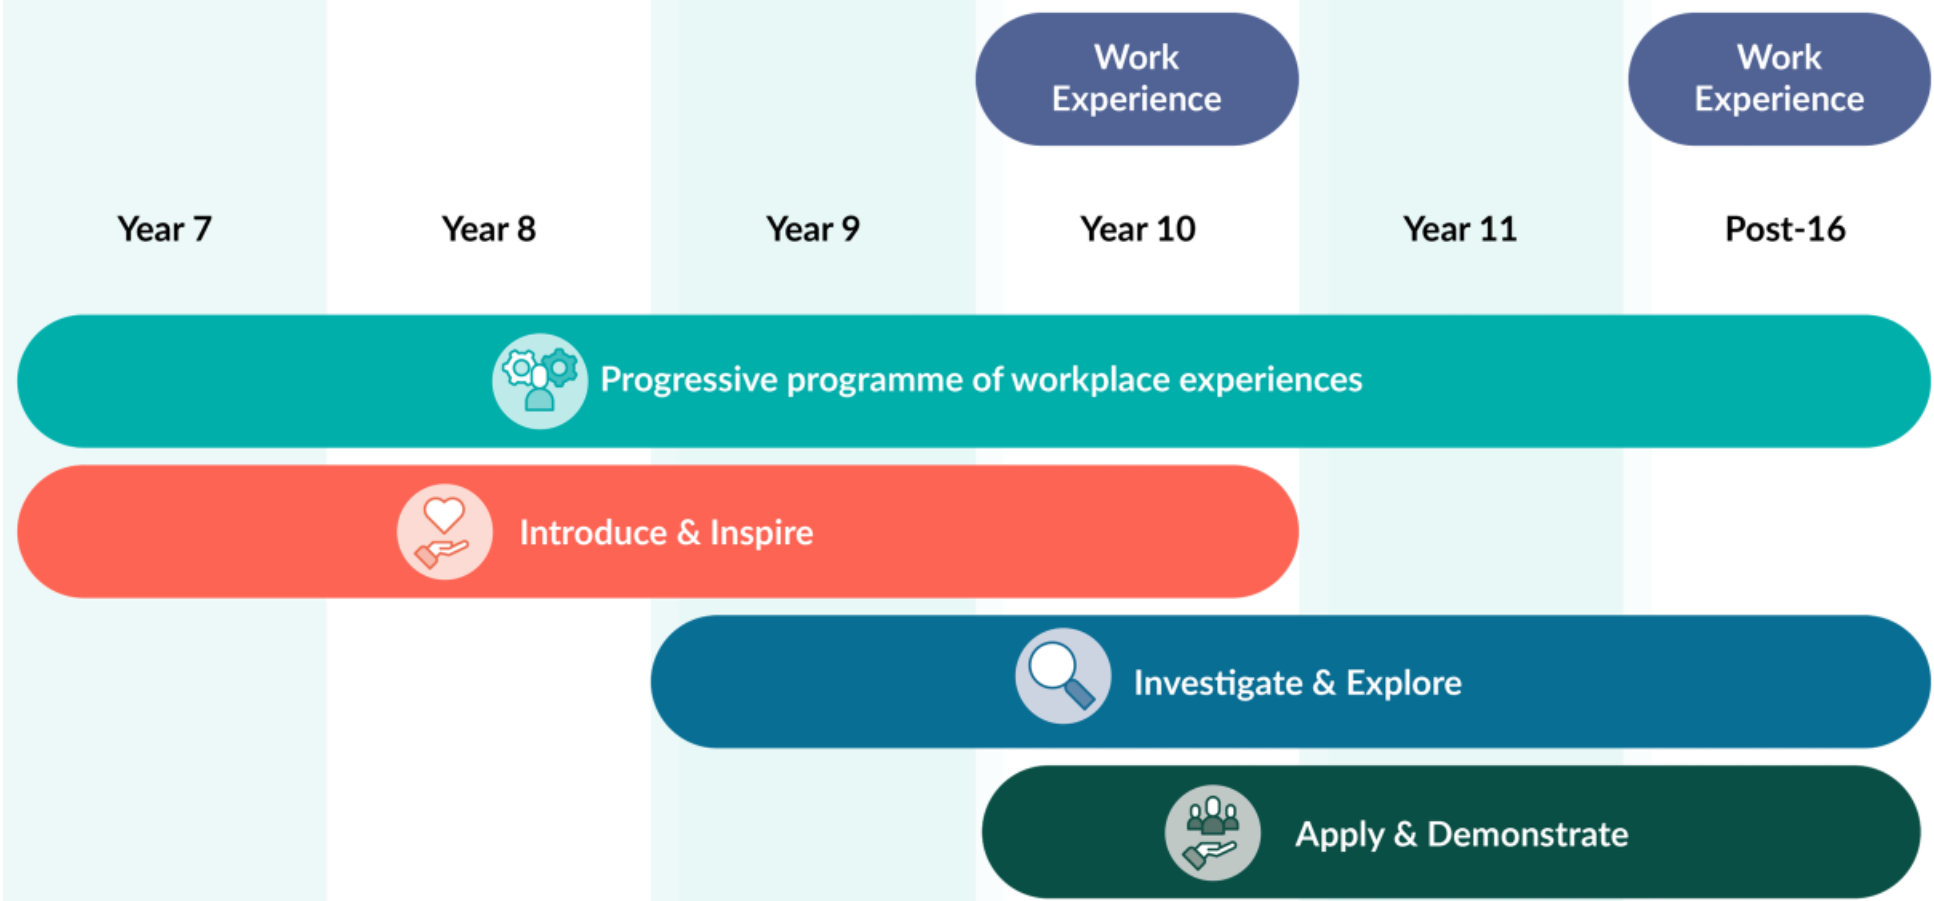 Work
Experience
Work
Experience
Year 7
Year 8
Year 9
Year 10
Year 11
Post-16
Progressive programme of workplace experiences
Introduce & Inspire
Investigate & Explore
Apply & Demonstrate